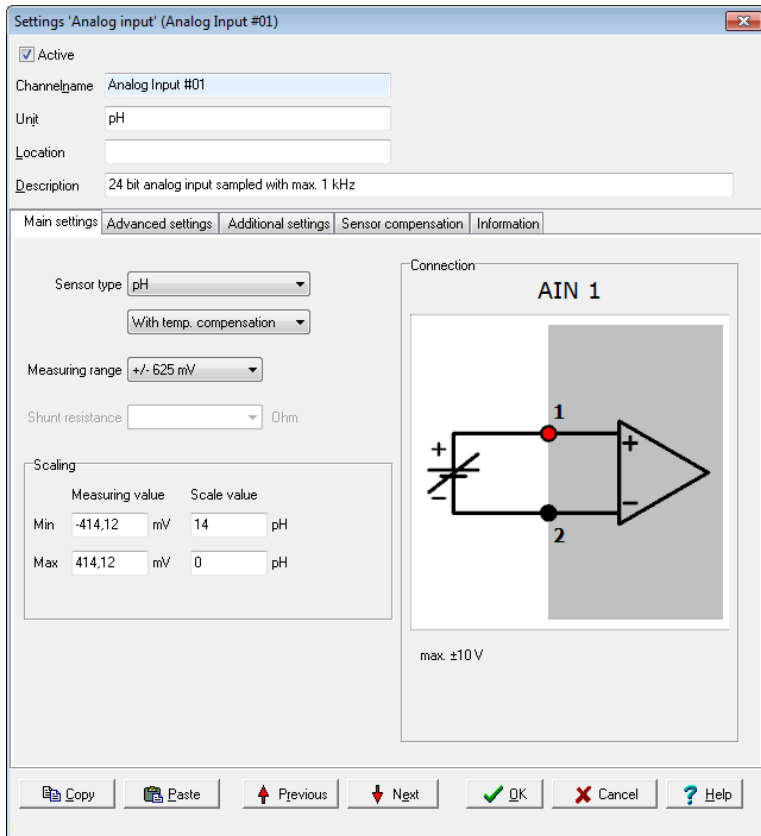 Settings 'Analog input' (Analog Input #01)
Active
Channelname Analog Input #01
Unit pH
Location
Description 24 bit analog input sampled with max. 1 kHz
Main settings Advanced settings Additional settings Sensor compensation Information
Sensor type pH
With temp. compensation
Measuring range +/- 625 mV
Shunt resistance Ohm
Scaling
Measuring value Scale value
Min -414,12 mV 14 pH
Max 414,12 mV 0 pH
Connection
AIN 1
1
+ +
− −
2
max. ±10 V
Copy Paste Previous Next OK Cancel ? Help